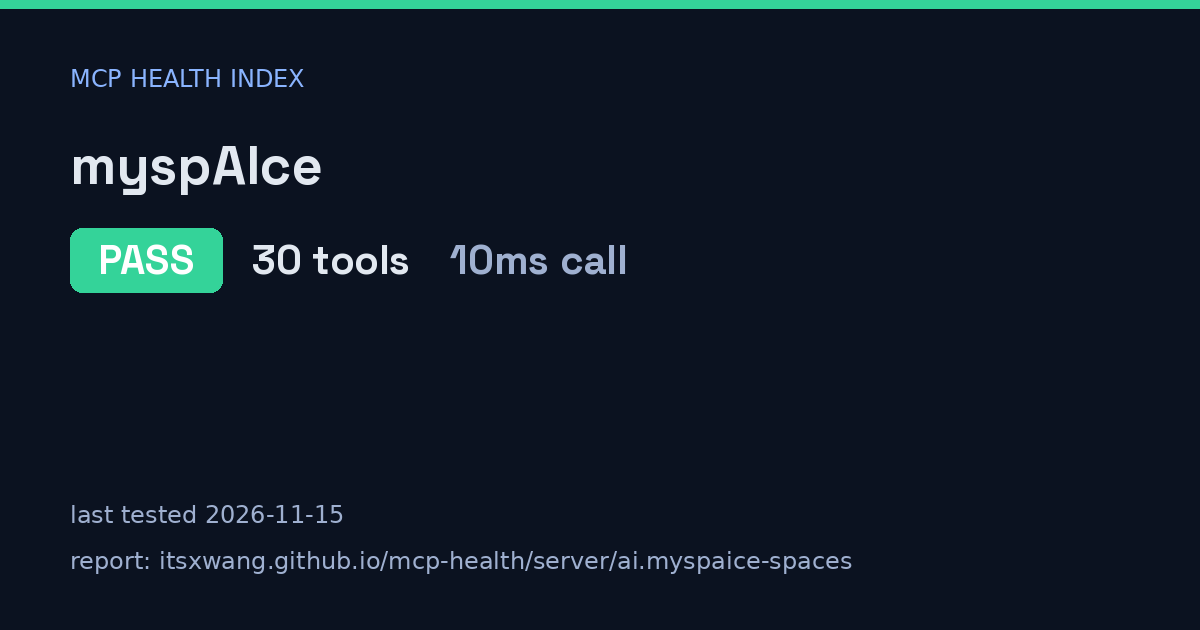 MCP HEALTH INDEX
myspAIce
PASS 30 tools 10ms call
last tested 2026-11-15
report: itsxwang.github.io/mcp-health/server/ai.myspaice-spaces